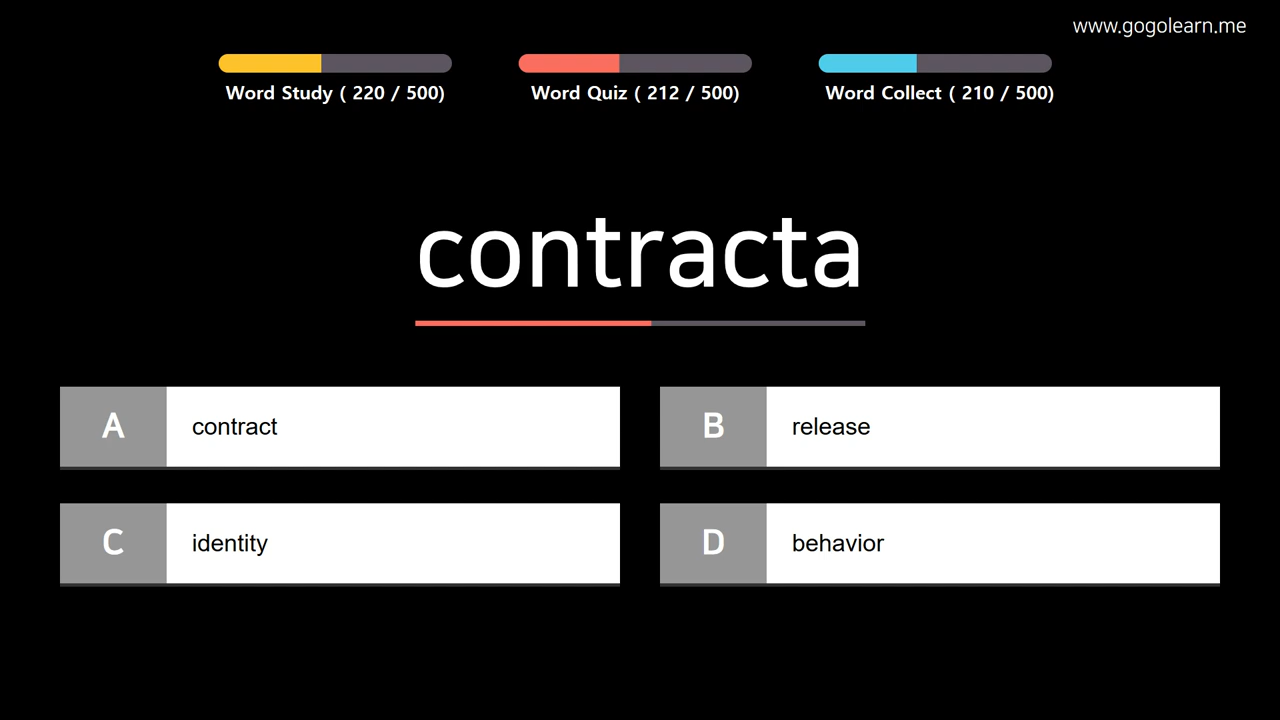 www.gogolearn.me
Word Study ( 220 / 500)
Word Quiz ( 212 / 500)
Word Collect ( 210 / 500)
contracta
A contract
B release
C identity
D behavior